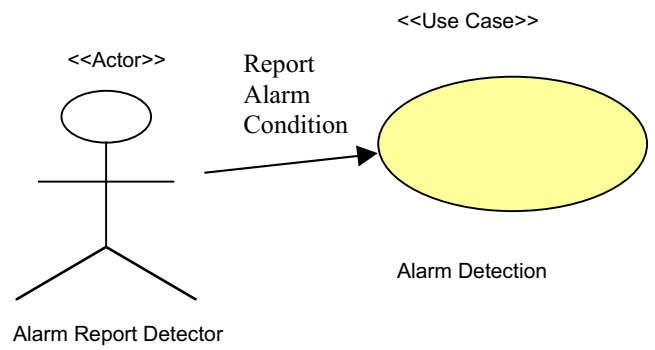 <<Use Case>>
<<Actor>>
Report
Alarm
Condition
Alarm Detection
Alarm Report Detector